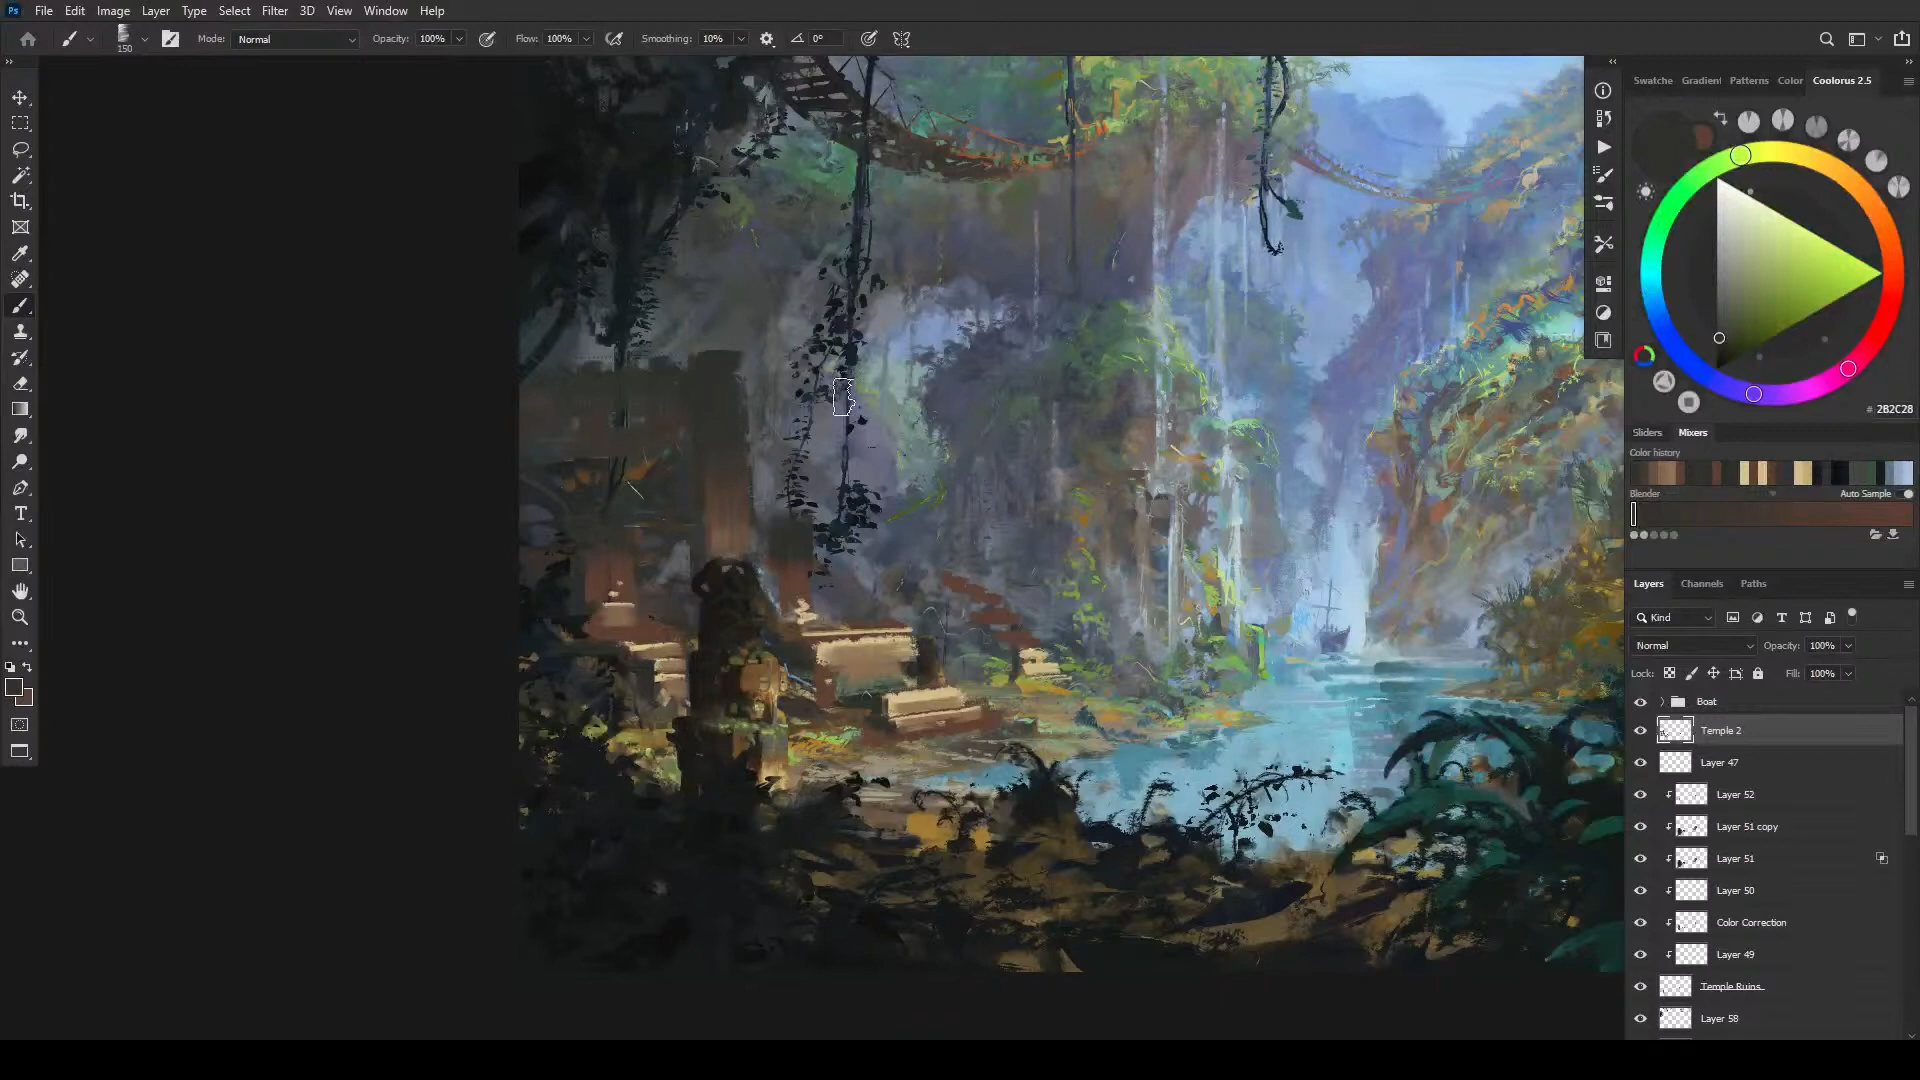 Ps File Edit Image Layer Type Select Filter 3D View Window Help
150 Mode: Normal Opacity: 100% Flow: 100% Smoothing: 10% 0°
Swatche Gradient Patterns Color Coolorus 2.5
# 2B2C28
Sliders Mixers
Color history
Blender Auto Sample
Layers Channels Paths
Kind
Normal Opacity: 100%
Lock: Fill: 100%
Boat
Temple 2
Layer 47
Layer 52
Layer 51 copy
Layer 51
Layer 50
Color Correction
Layer 49
Temple Ruins
Layer 58